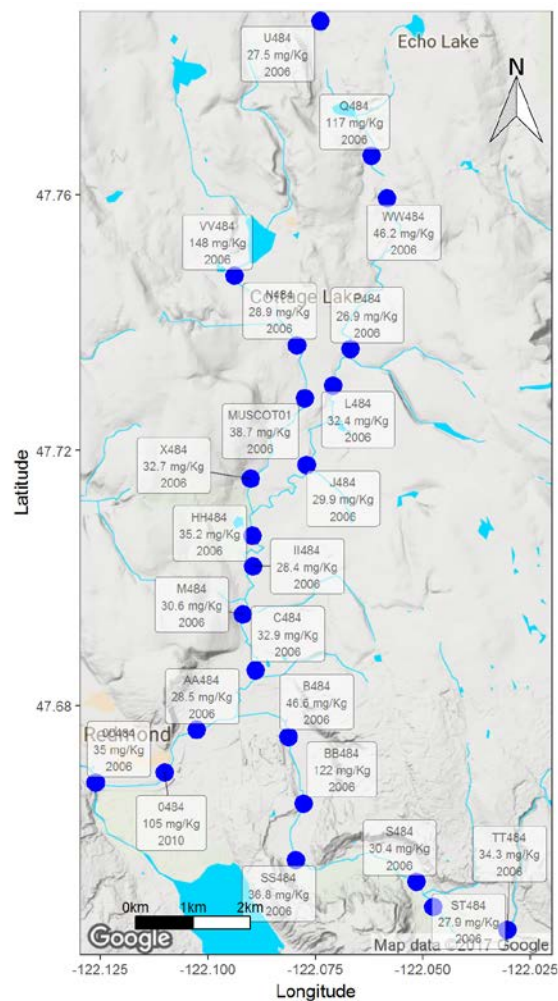 U484
27.5 mg/Kg
2006
Echo Lake
N
Q484
117 mg/Kg
2006
47.76
WW484
46.2 mg/Kg
2006
VV484
148 mg/Kg
2006
Cottage Lake
N484
28.9 mg/Kg
2006
P484
26.9 mg/Kg
2006
L484
32.4 mg/Kg
2006
MUSCOT01
38.7 mg/Kg
2006
47.72
X484
32.7 mg/Kg
2006
J484
29.9 mg/Kg
2006
Latitude
HH484
35.2 mg/Kg
2006
II484
28.4 mg/Kg
2006
M484
30.6 mg/Kg
2006
C484
32.9 mg/Kg
2006
47.68
AA484
28.5 mg/Kg
2006
B484
46.6 mg/Kg
2006
Redmond
35 mg/Kg
2006
BB484
122 mg/Kg
2006
0484
105 mg/Kg
2010
S484
30.4 mg/Kg
2006
TT484
34.3 mg/Kg
2006
SS484
36.8 mg/Kg
2006
ST484
27.9 mg/Kg
2006
0km 1km 2km
Google
Map data ©2017 Google
-122.125 -122.100 -122.075 -122.050 -122.025
Longitude